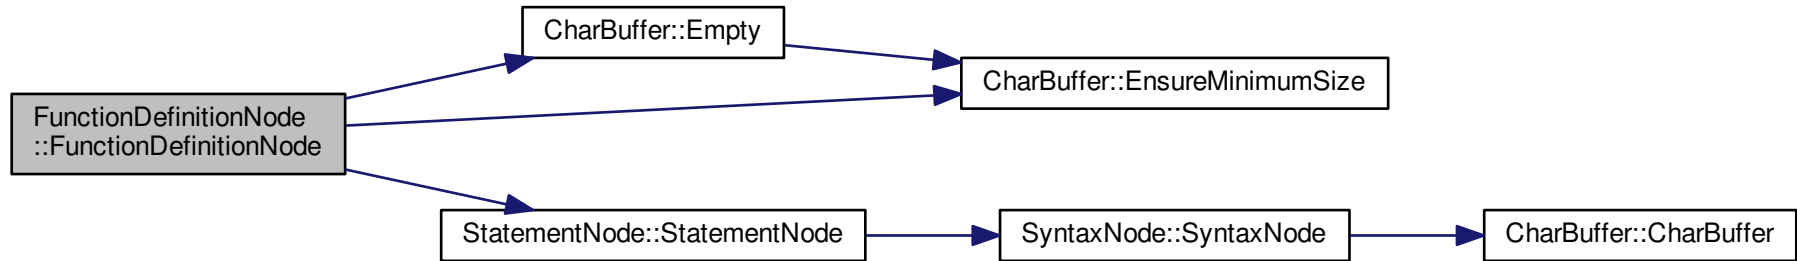 CharBuffer::Empty
CharBuffer::EnsureMinimumSize
FunctionDefinitionNode
::FunctionDefinitionNode
StatementNode::StatementNode
SyntaxNode::SyntaxNode
CharBuffer::CharBuffer